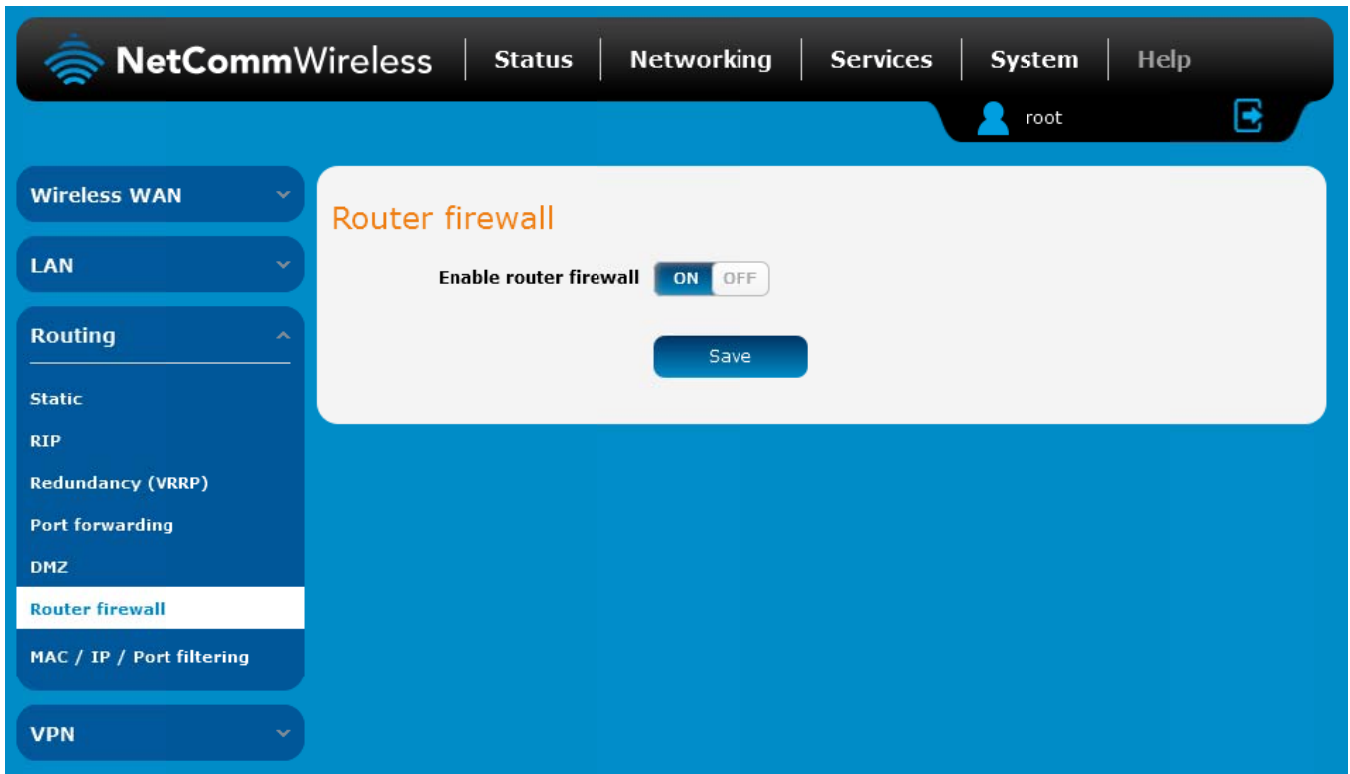 NetCommWireless
Status
Networking
Services
System
Help
root
Wireless WAN
LAN
Routing
Static
RIP
Redundancy (VRRP)
Port forwarding
DMZ
Router firewall
MAC / IP / Port filtering
VPN
Router firewall
Enable router firewall ON OFF
Save